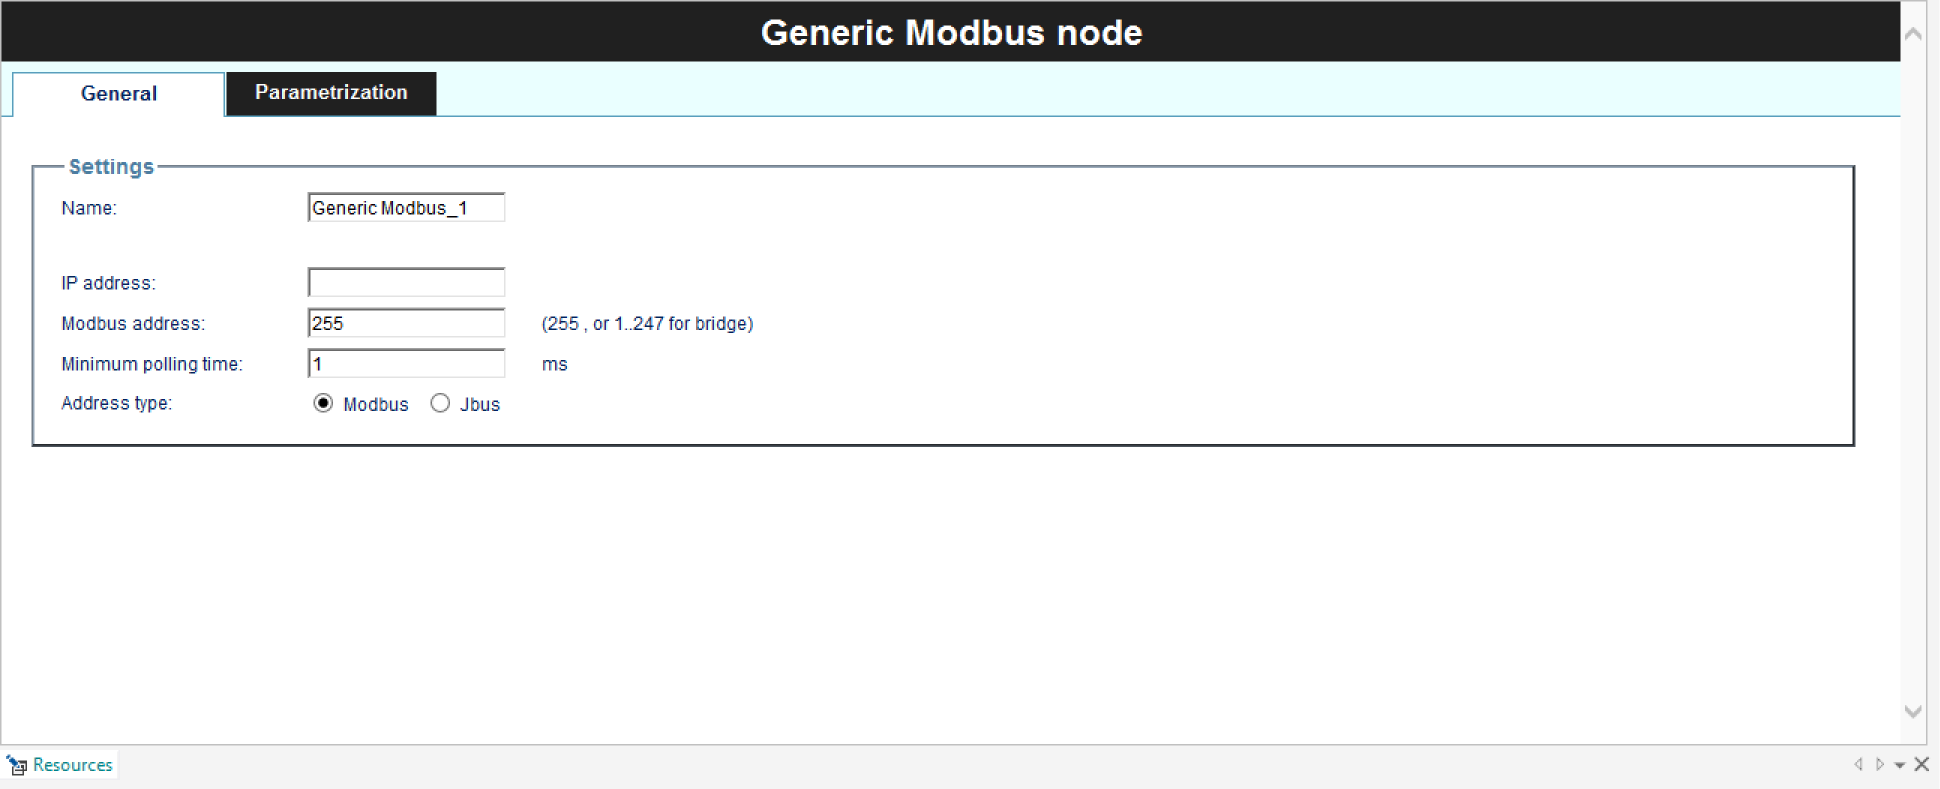 Generic Modbus node
General Parametrization
Settings
Name: Generic Modbus_1
IP address:
Modbus address: 255 (255 , or 1..247 for bridge)
Minimum polling time: 1 ms
Address type: Modbus Jbus
Resources